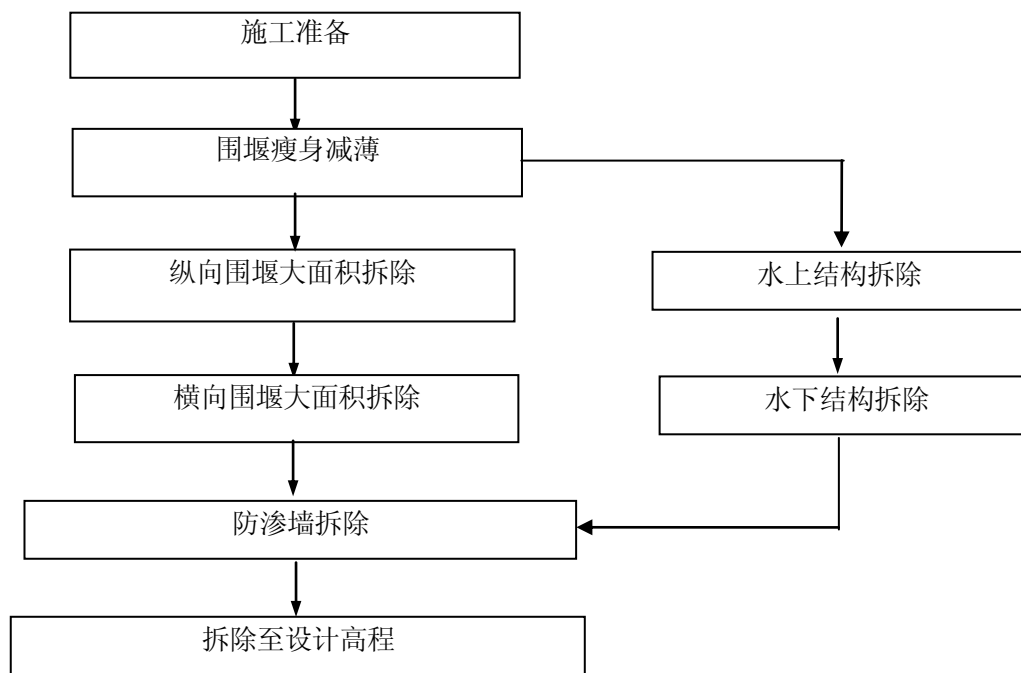 施工准备
围堰瘦身减薄
纵向围堰大面积拆除
水上结构拆除
横向围堰大面积拆除
水下结构拆除
防渗墙拆除
拆除至设计高程